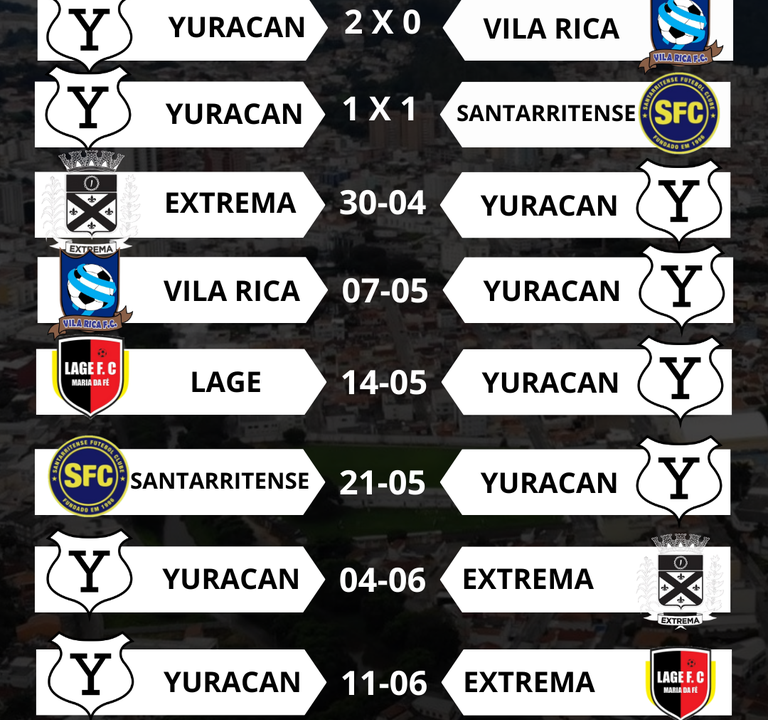 Y YURACAN 2 X 0 VILA RICA VILA RICA F.C.
Y YURACAN 1 X 1 SANTARRITENSE SANTARRITENSE FUTEBOL CLUBE SFC FUNDADO EM 1996
EXTREMA EXTREMA 30-04 YURACAN Y
VILA RICA F.C. VILA RICA 07-05 YURACAN Y
LAGE F. C MARIA DA FÉ LAGE 14-05 YURACAN Y
SANTARRITENSE FUTEBOL CLUBE SFC FUNDADO EM 1996 SANTARRITENSE 21-05 YURACAN Y
Y YURACAN 04-06 EXTREMA EXTREMA
Y YURACAN 11-06 EXTREMA LAGE F. C MARIA DA FÉ